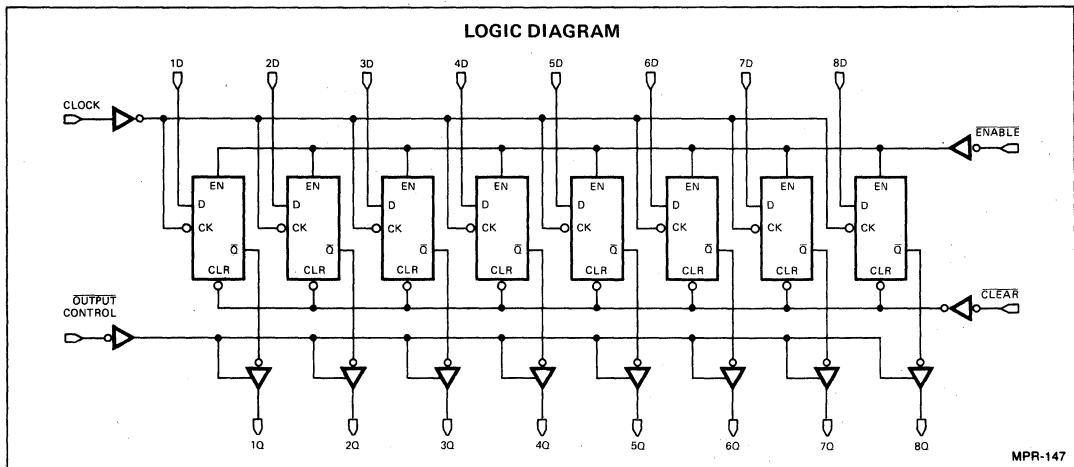 LOGIC DIAGRAM
1D 2D 3D 4D 5D 6D 7D 8D
CLOCK
ENABLE
EN EN EN EN EN EN EN EN
D D D D D D D D
CK CK CK CK CK CK CK CK
Q̅ Q̅ Q̅ Q̅ Q̅ Q̅ Q̅ Q̅
CLR CLR CLR CLR CLR CLR CLR CLR
OUTPUT
CONTROL
CLEAR
1Q 2Q 3Q 4Q 5Q 6Q 7Q 8Q
MPR-147